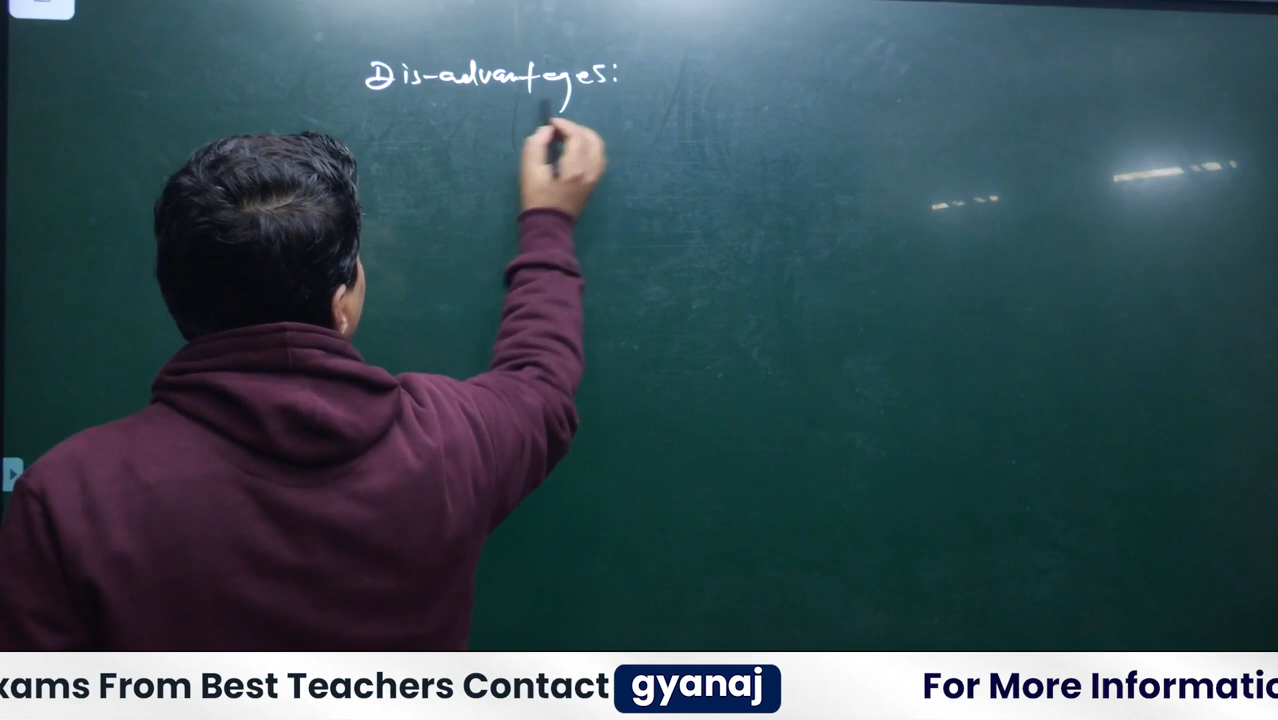 Dis-advantages:
xams From Best Teachers Contact gyanaj For More Informatio